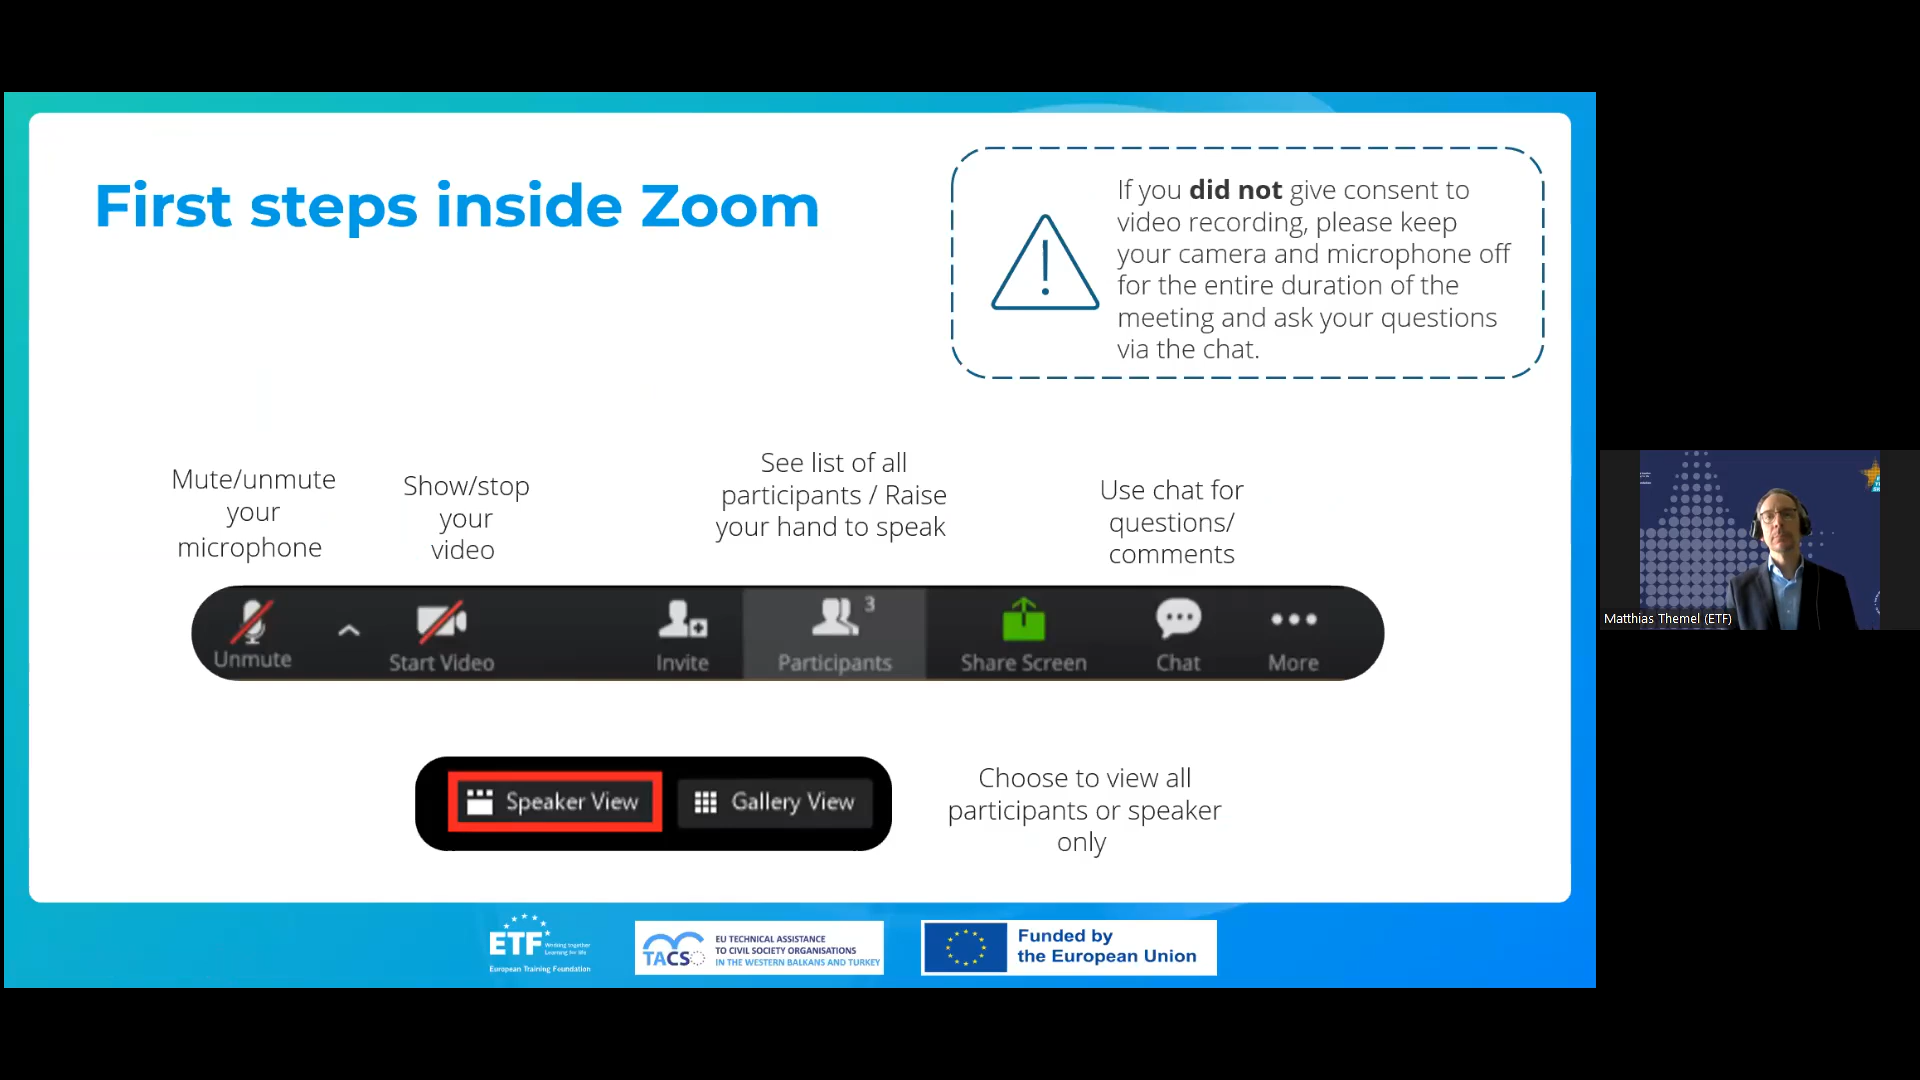 First steps inside Zoom
If you did not give consent to
video recording, please keep
your camera and microphone off
for the entire duration of the
meeting and ask your questions
via the chat.
Mute/unmute
your
microphone
Show/stop
your
video
See list of all
participants / Raise
your hand to speak
Use chat for
questions/
comments
Unmute
Start Video
Invite
3
Participants
Share Screen
Chat
More
Speaker View
Gallery View
Choose to view all
participants or speaker
only
ETF
Working together
Learning for life
European Training Foundation
TACSO
EU TECHNICAL ASSISTANCE
TO CIVIL SOCIETY ORGANISATIONS
IN THE WESTERN BALKANS AND TURKEY
Funded by
the European Union
Matthias Themel (ETF)